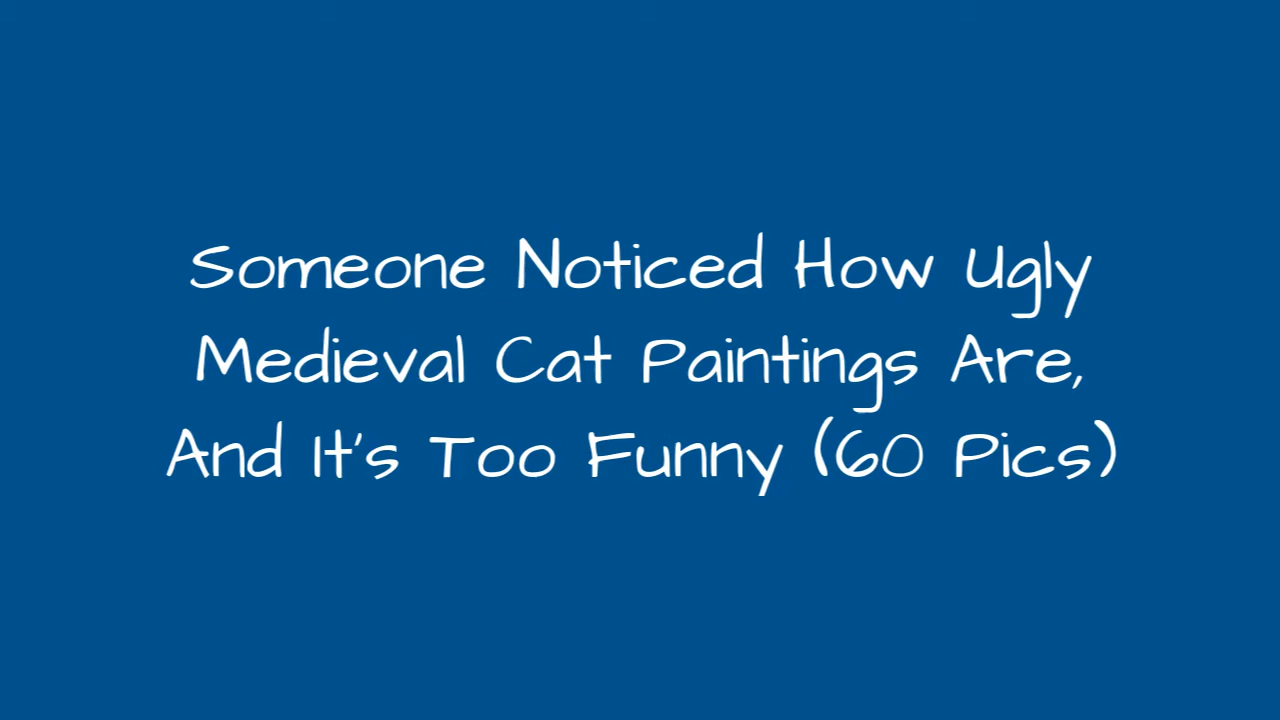 Someone Noticed How Ugly
Medieval Cat Paintings Are,
And It's Too Funny (60 Pics)